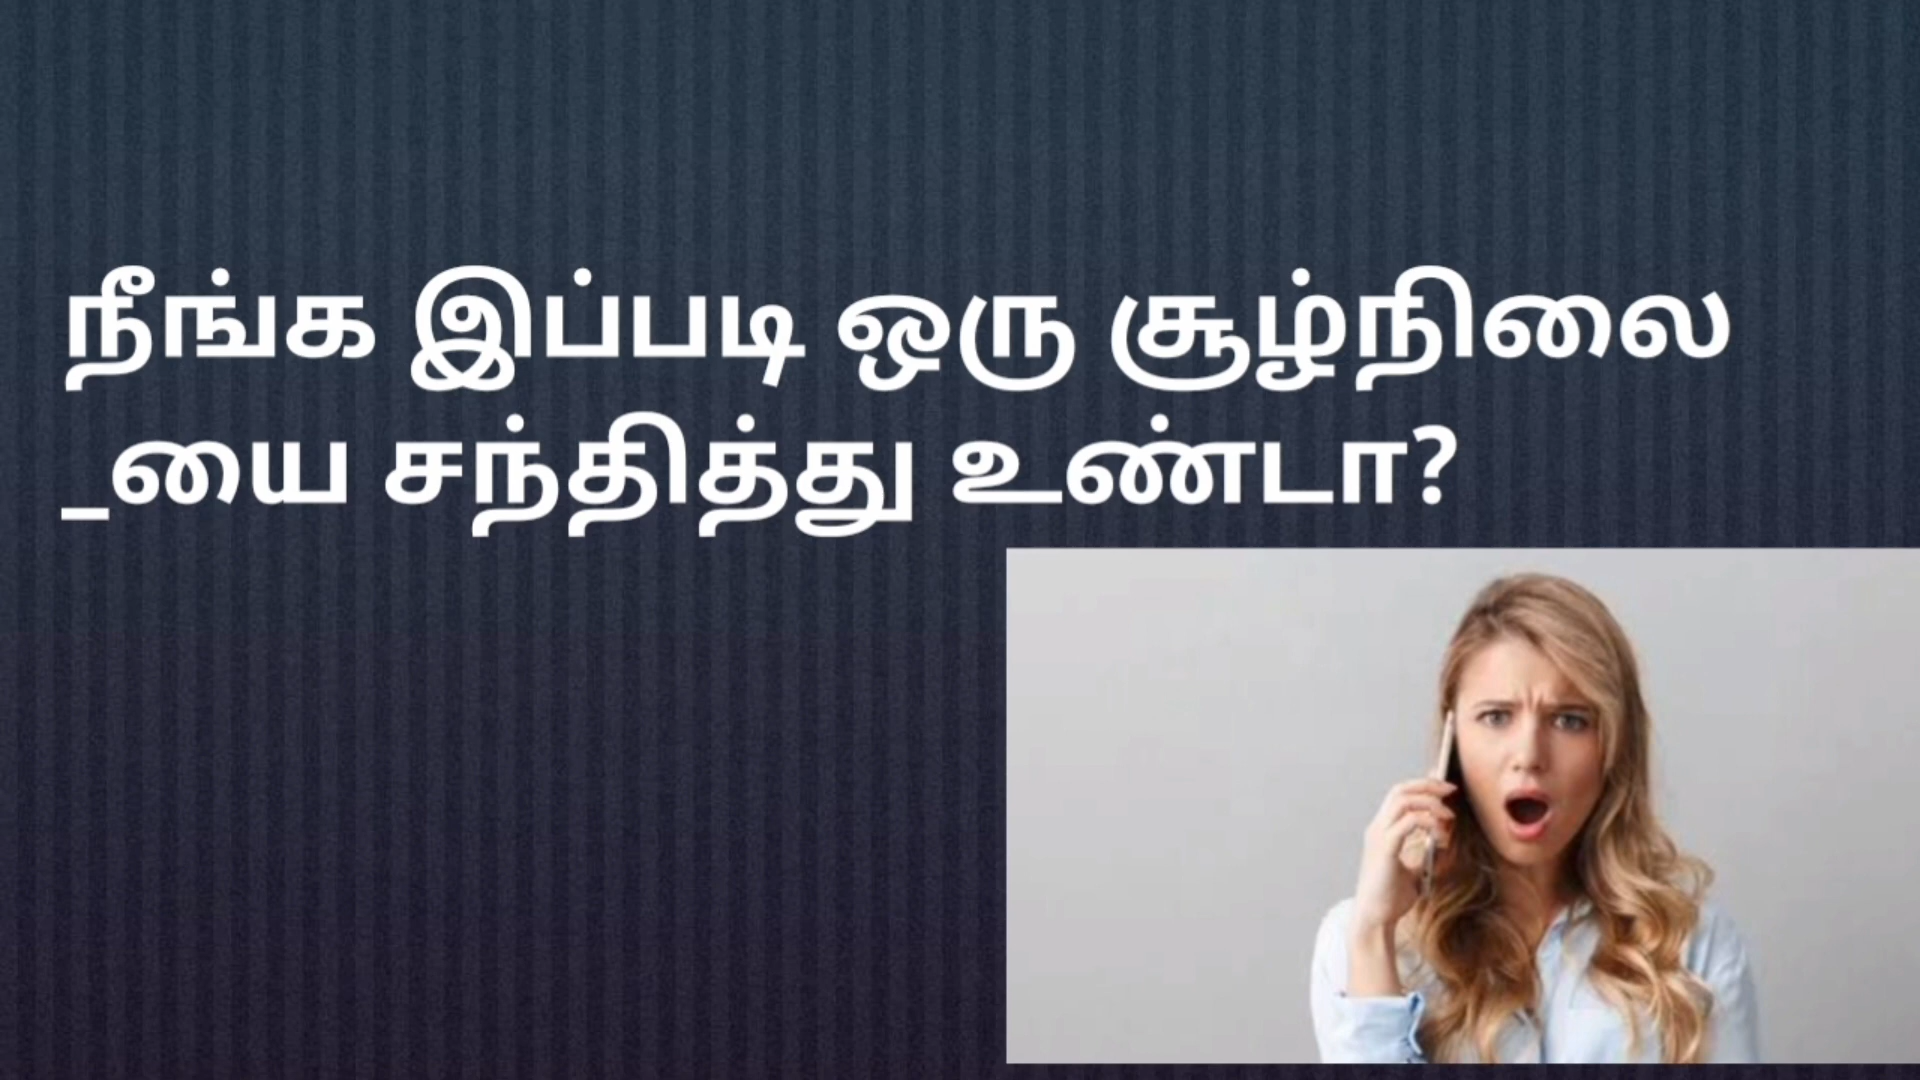 நீங்க இப்படி ஒரு சூழ்நிலை
_யை சந்தித்து உண்டா?